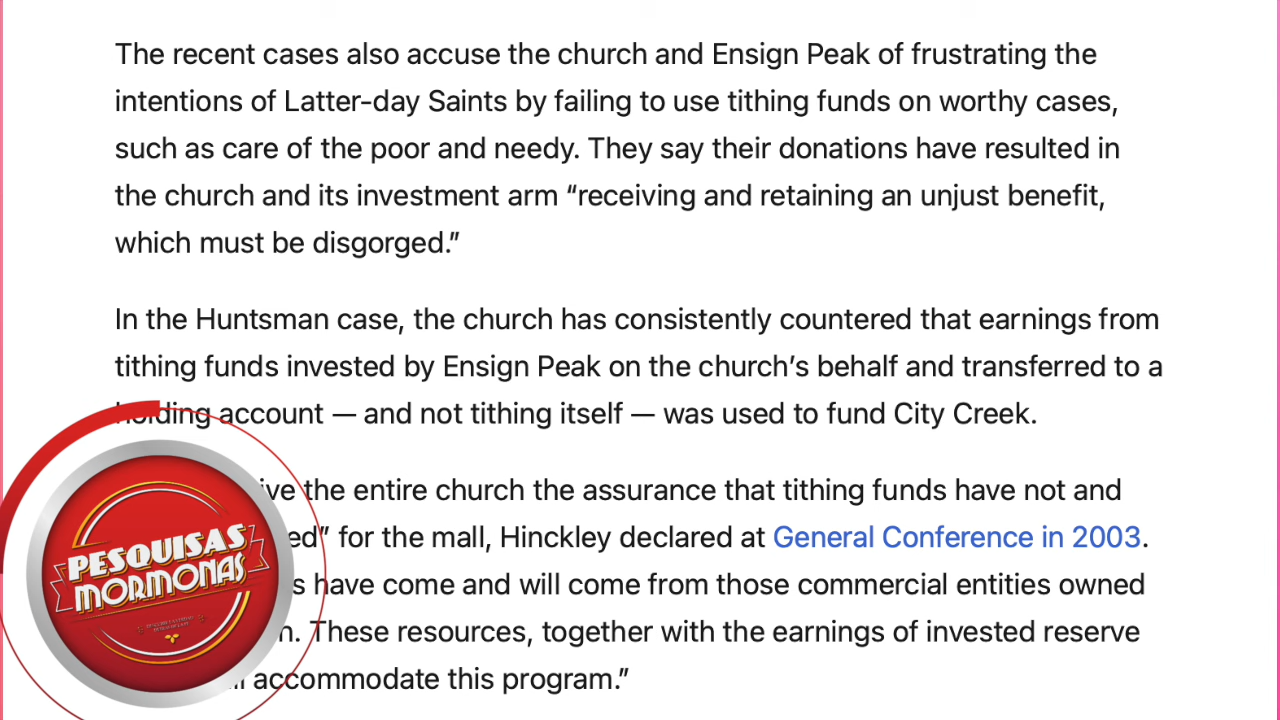 The recent cases also accuse the church and Ensign Peak of frustrating the
intentions of Latter-day Saints by failing to use tithing funds on worthy cases,
such as care of the poor and needy. They say their donations have resulted in
the church and its investment arm “receiving and retaining an unjust benefit,
which must be disgorged.”
In the Huntsman case, the church has consistently countered that earnings from
tithing funds invested by Ensign Peak on the church’s behalf and transferred to a
holding account — and not tithing itself — was used to fund City Creek.
the entire church the assurance that tithing funds have not and
for the mall, Hinckley declared at General Conference in 2003.
have come and will come from those commercial entities owned
These resources, together with the earnings of invested reserve
accommodate this program.”
PESQUISAS
MORMONAS